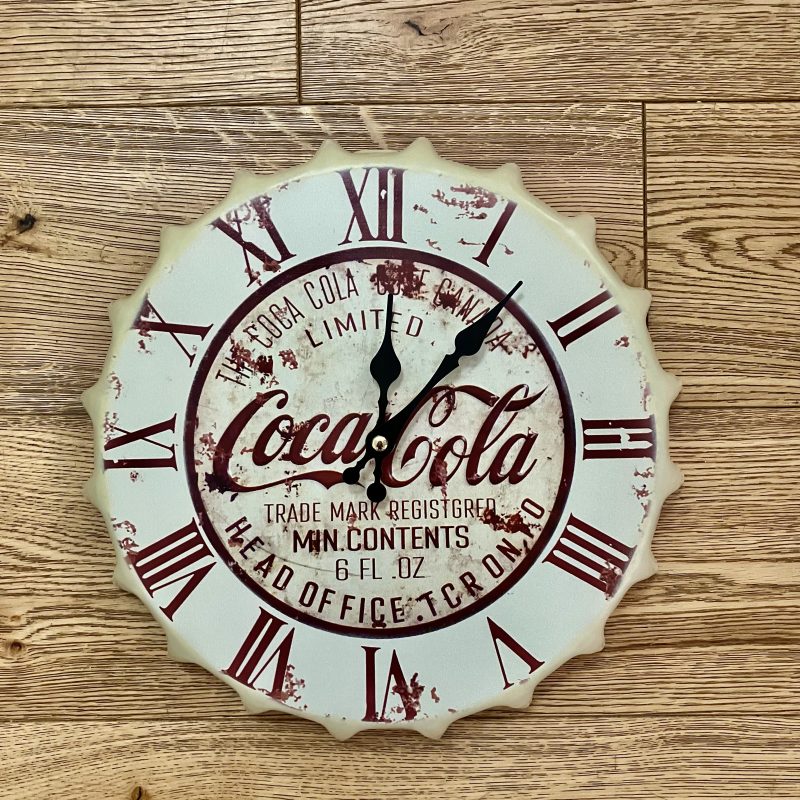 XII
I
II
III
IIII
V
VI
VII
VIII
IX
X
XI
THE COCA COLA CANADA
LIMITED.
Coca Cola
TRADE MARK REGISTGRED
MIN.CONTENTS
6 FL .OZ
HEAD OFFICE.TCRONTO